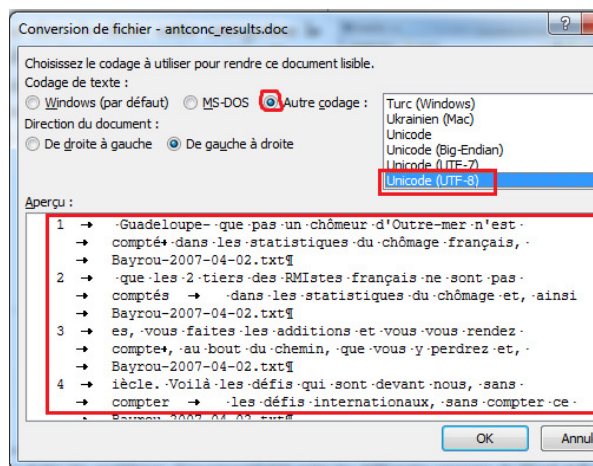 Conversion de fichier - antconc_results.doc
Choisissez le codage à utiliser pour rendre ce document lisible.
Codage de texte :
Windows (par défaut) MS-DOS Autre codage :
Turc (Windows)
Ukrainien (Mac)
Unicode
Unicode (Big-Endian)
Unicode (UTF-7)
Unicode (UTF-8)
Direction du document :
De droite à gauche De gauche à droite
Aperçu :
1 → ·Guadeloupe-·que·pas·un·chômeur·d'Outre-mer·n'est·
→ compté→dans·les·statistiques·du·chômage·français,·
→ Bayrou-2007-04-02.txt¶
2 → ·que·les·2·tiers·des·RMIstes·français·ne·sont·pas·
→ comptés → ·dans·les·statistiques·du·chômage·et,·ainsi
→ Bayrou-2007-04-02.txt¶
3 → es,·vous·faites·les·additions·et·vous·vous·rendez·
→ compte→,·au·bout·du·chemin,·que·vous·y·perdrez·et,·
→ Bayrou-2007-04-02.txt¶
4 → iècle.·Voilà·les·défis·qui·sont·devant·nous,·sans·
→ compter → ·les·défis·internationaux,·sans·compter·ce·
→ Bayrou-2007-04-02.txt¶
OK Annul